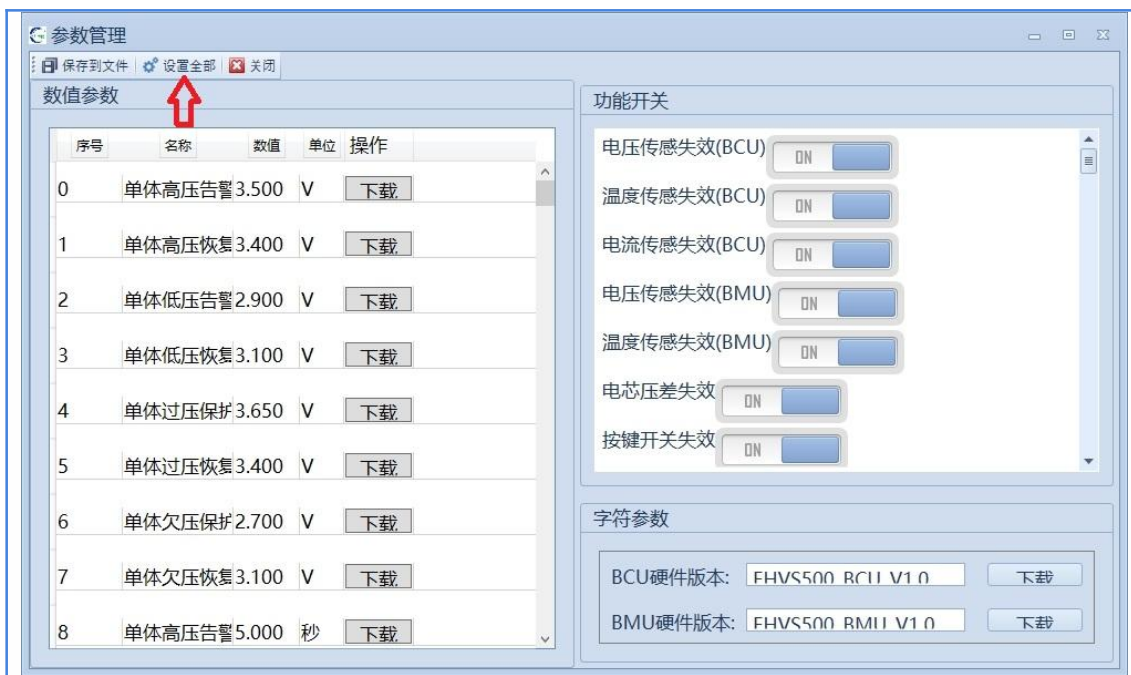 参数管理
保存到文件 设置全部 关闭
数值参数
序号 名称 数值 单位 操作
0 单体高压告警 3.500 V 下载
1 单体高压恢复 3.400 V 下载
2 单体低压告警 2.900 V 下载
3 单体低压恢复 3.100 V 下载
4 单体过压保护 3.650 V 下载
5 单体过压恢复 3.400 V 下载
6 单体欠压保护 2.700 V 下载
7 单体欠压恢复 3.100 V 下载
8 单体高压告警 5.000 秒 下载
功能开关
电压传感失效(BCU) ON
温度传感失效(BCU) ON
电流传感失效(BCU) ON
电压传感失效(BMU) ON
温度传感失效(BMU) ON
电芯压差失效 ON
按键开关失效 ON
字符参数
BCU硬件版本: EHVS500_BCU_V1.0 下载
BMU硬件版本: EHVS500_BMU_V1.0 下载